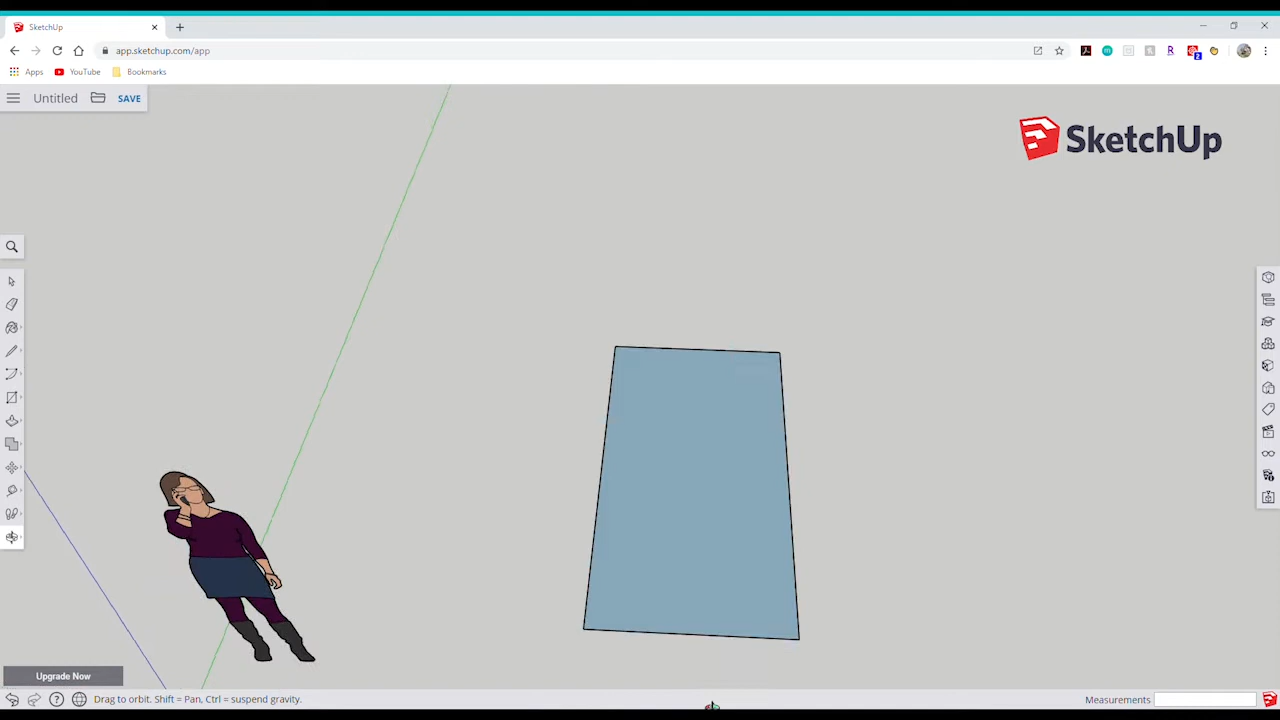 SketchUp
app.sketchup.com/app
Apps
YouTube
Bookmarks
2
Untitled
SAVE
SketchUp
Upgrade Now
Drag to orbit. Shift = Pan, Ctrl = suspend gravity.
Measurements